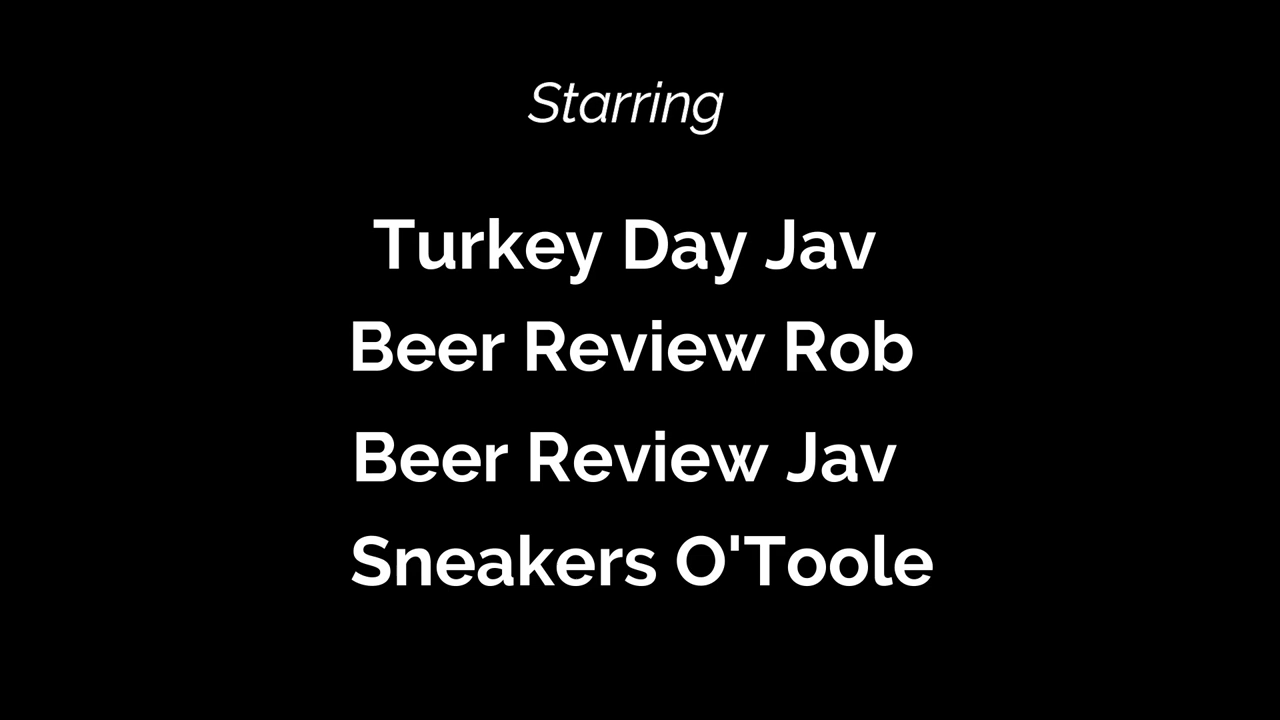 Starring
Turkey Day Jav
Beer Review Rob
Beer Review Jav
Sneakers O'Toole